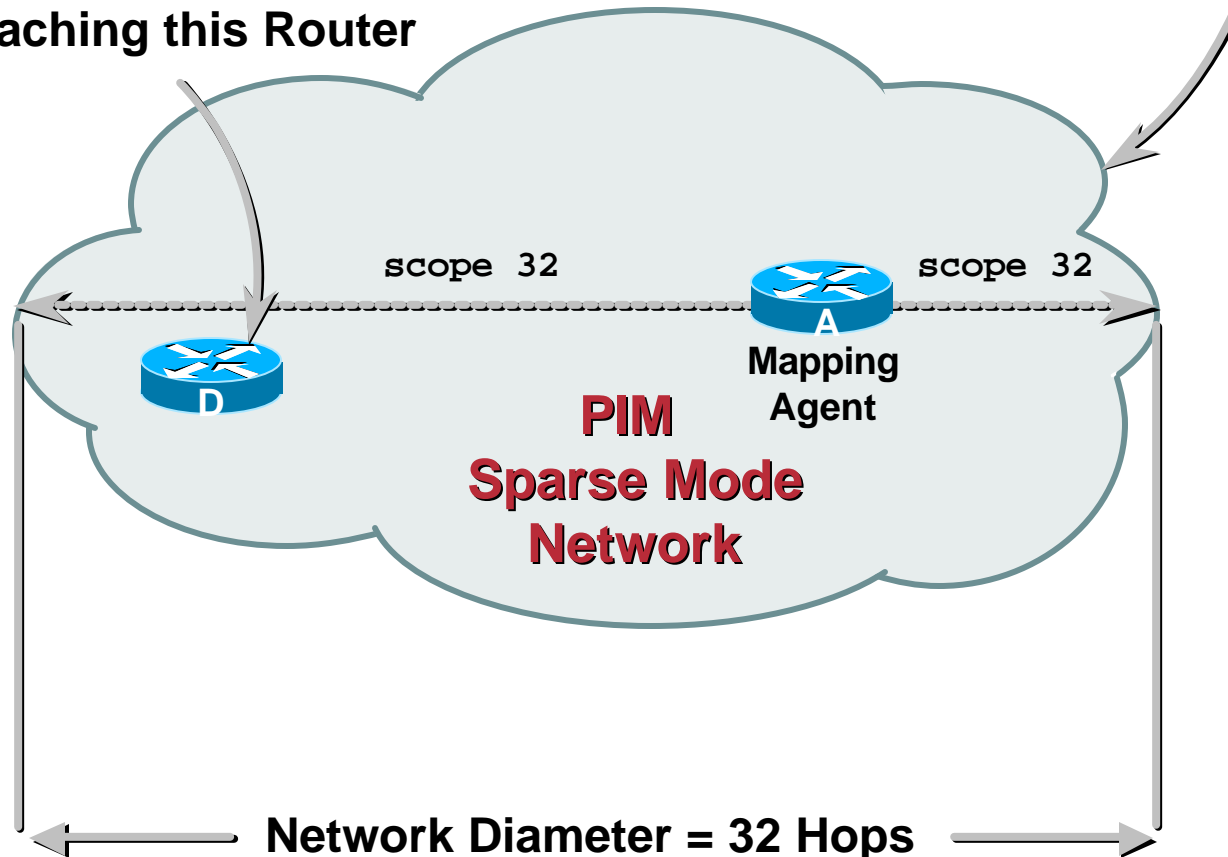 aching this Router
scope 32
scope 32
A
Mapping
Agent
D
PIM
Sparse Mode
Network
Network Diameter = 32 Hops